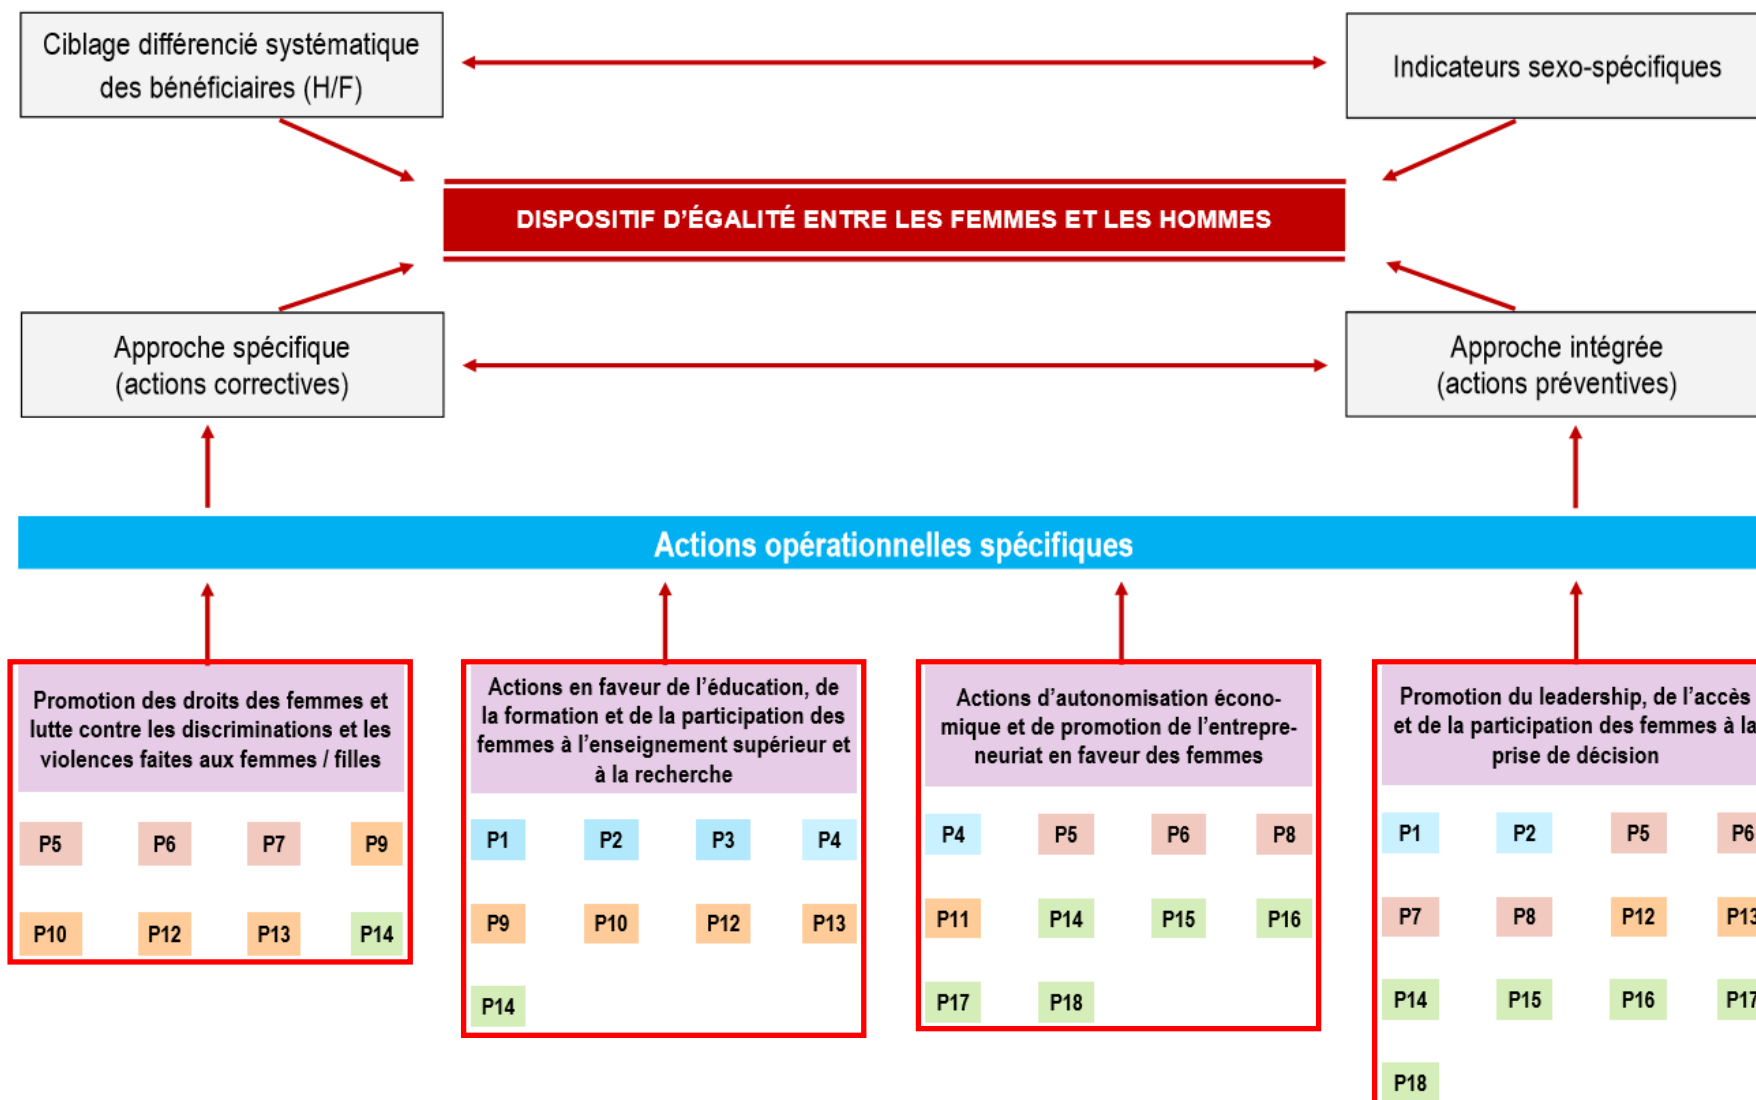 Ciblage différencié systématique
des bénéficiaires (H/F)
Indicateurs sexo-spécifiques
DISPOSITIF D’ÉGALITÉ ENTRE LES FEMMES ET LES HOMMES
Approche spécifique
(actions correctives)
Approche intégrée
(actions préventives)
Actions opérationnelles spécifiques
Promotion des droits des femmes et
lutte contre les discriminations et les
violences faites aux femmes / filles
P5 P6 P7 P9
P10 P12 P13 P14
Actions en faveur de l’éducation, de
la formation et de la participation des
femmes à l’enseignement supérieur et
à la recherche
P1 P2 P3 P4
P9 P10 P12 P13
P14
Actions d’autonomisation écono-
mique et de promotion de l’entrepre-
neuriat en faveur des femmes
P4 P5 P6 P8
P11 P14 P15 P16
P17 P18
Promotion du leadership, de l’accès
et de la participation des femmes à la
prise de décision
P1 P2 P5 P6
P7 P8 P12 P13
P14 P15 P16 P17
P18